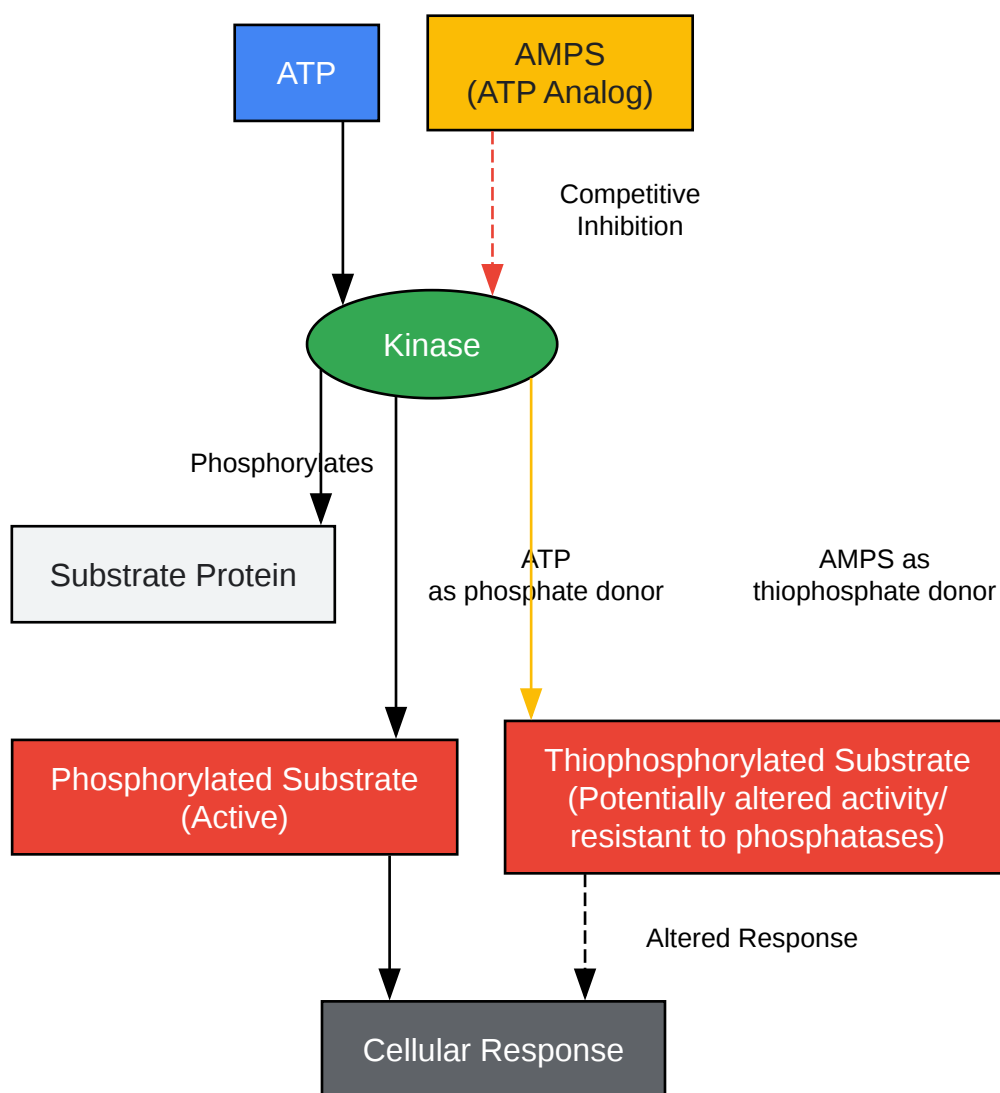 ATP
AMPS
(ATP Analog)
Competitive
Inhibition
Kinase
Phosphorylates
Substrate Protein
ATP
as phosphate donor
AMPS as
thiophosphate donor
Phosphorylated Substrate
(Active)
Thiophosphorylated Substrate
(Potentially altered activity/
resistant to phosphatases)
Altered Response
Cellular Response